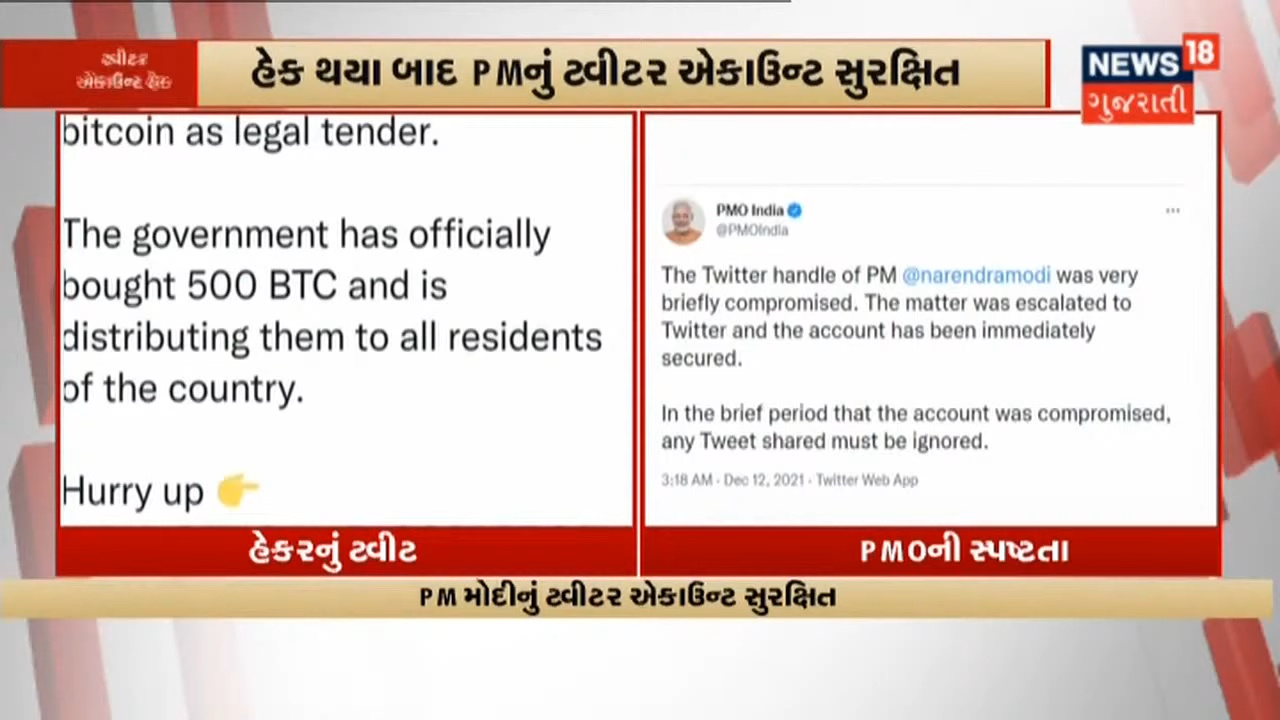 ટ્વીટર
એકાઉન્ટ હેક
હેક થયા બાદ PMનું ટ્વીટર એકાઉન્ટ સુરક્ષિત
NEWS 18
ગુજરાતી
bitcoin as legal tender.
The government has officially
bought 500 BTC and is
distributing them to all residents
of the country.
Hurry up 👉
હેકરનું ટ્વીટ
PMO India
@PMOIndia
The Twitter handle of PM @narendramodi was very
briefly compromised. The matter was escalated to
Twitter and the account has been immediately
secured.
In the brief period that the account was compromised,
any Tweet shared must be ignored.
3:18 AM · Dec 12, 2021 · Twitter Web App
PMOની સ્પષ્ટતા
PM મોદીનું ટ્વીટર એકાઉન્ટ સુરક્ષિત